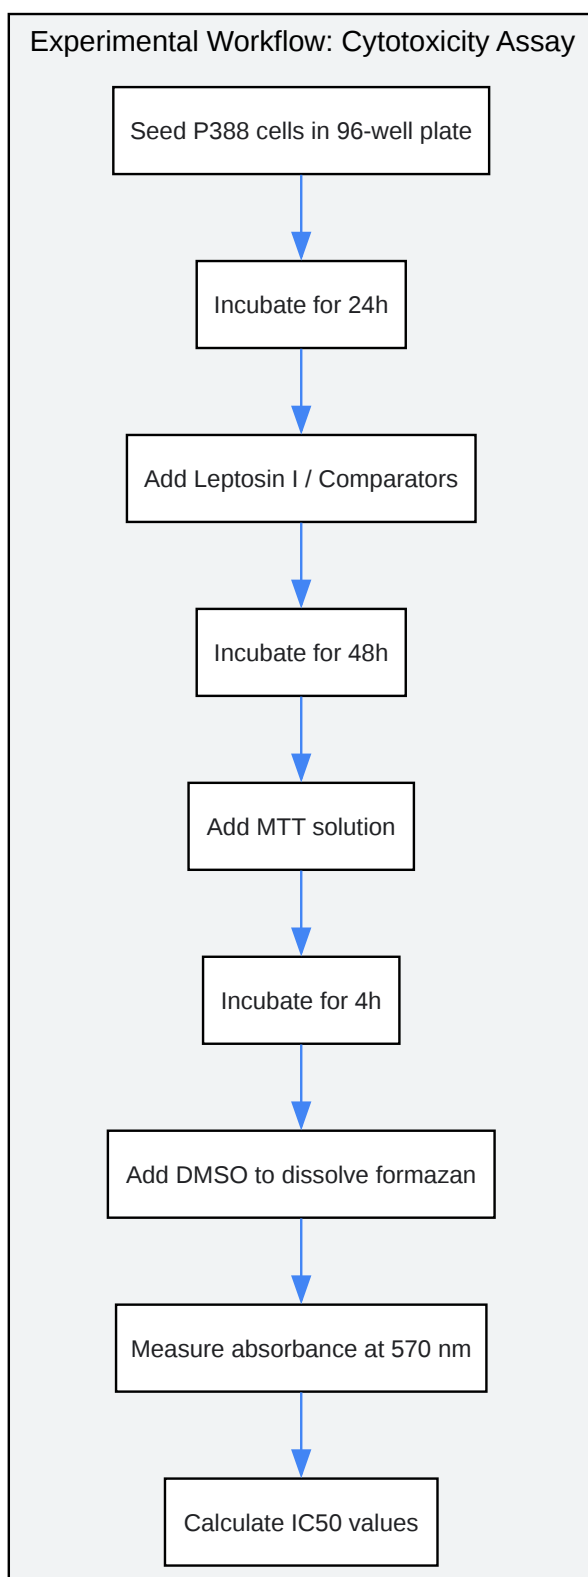 Experimental Workflow: Cytotoxicity Assay
Seed P388 cells in 96-well plate
Incubate for 24h
Add Leptosin I / Comparators
Incubate for 48h
Add MTT solution
Incubate for 4h
Add DMSO to dissolve formazan
Measure absorbance at 570 nm
Calculate IC50 values